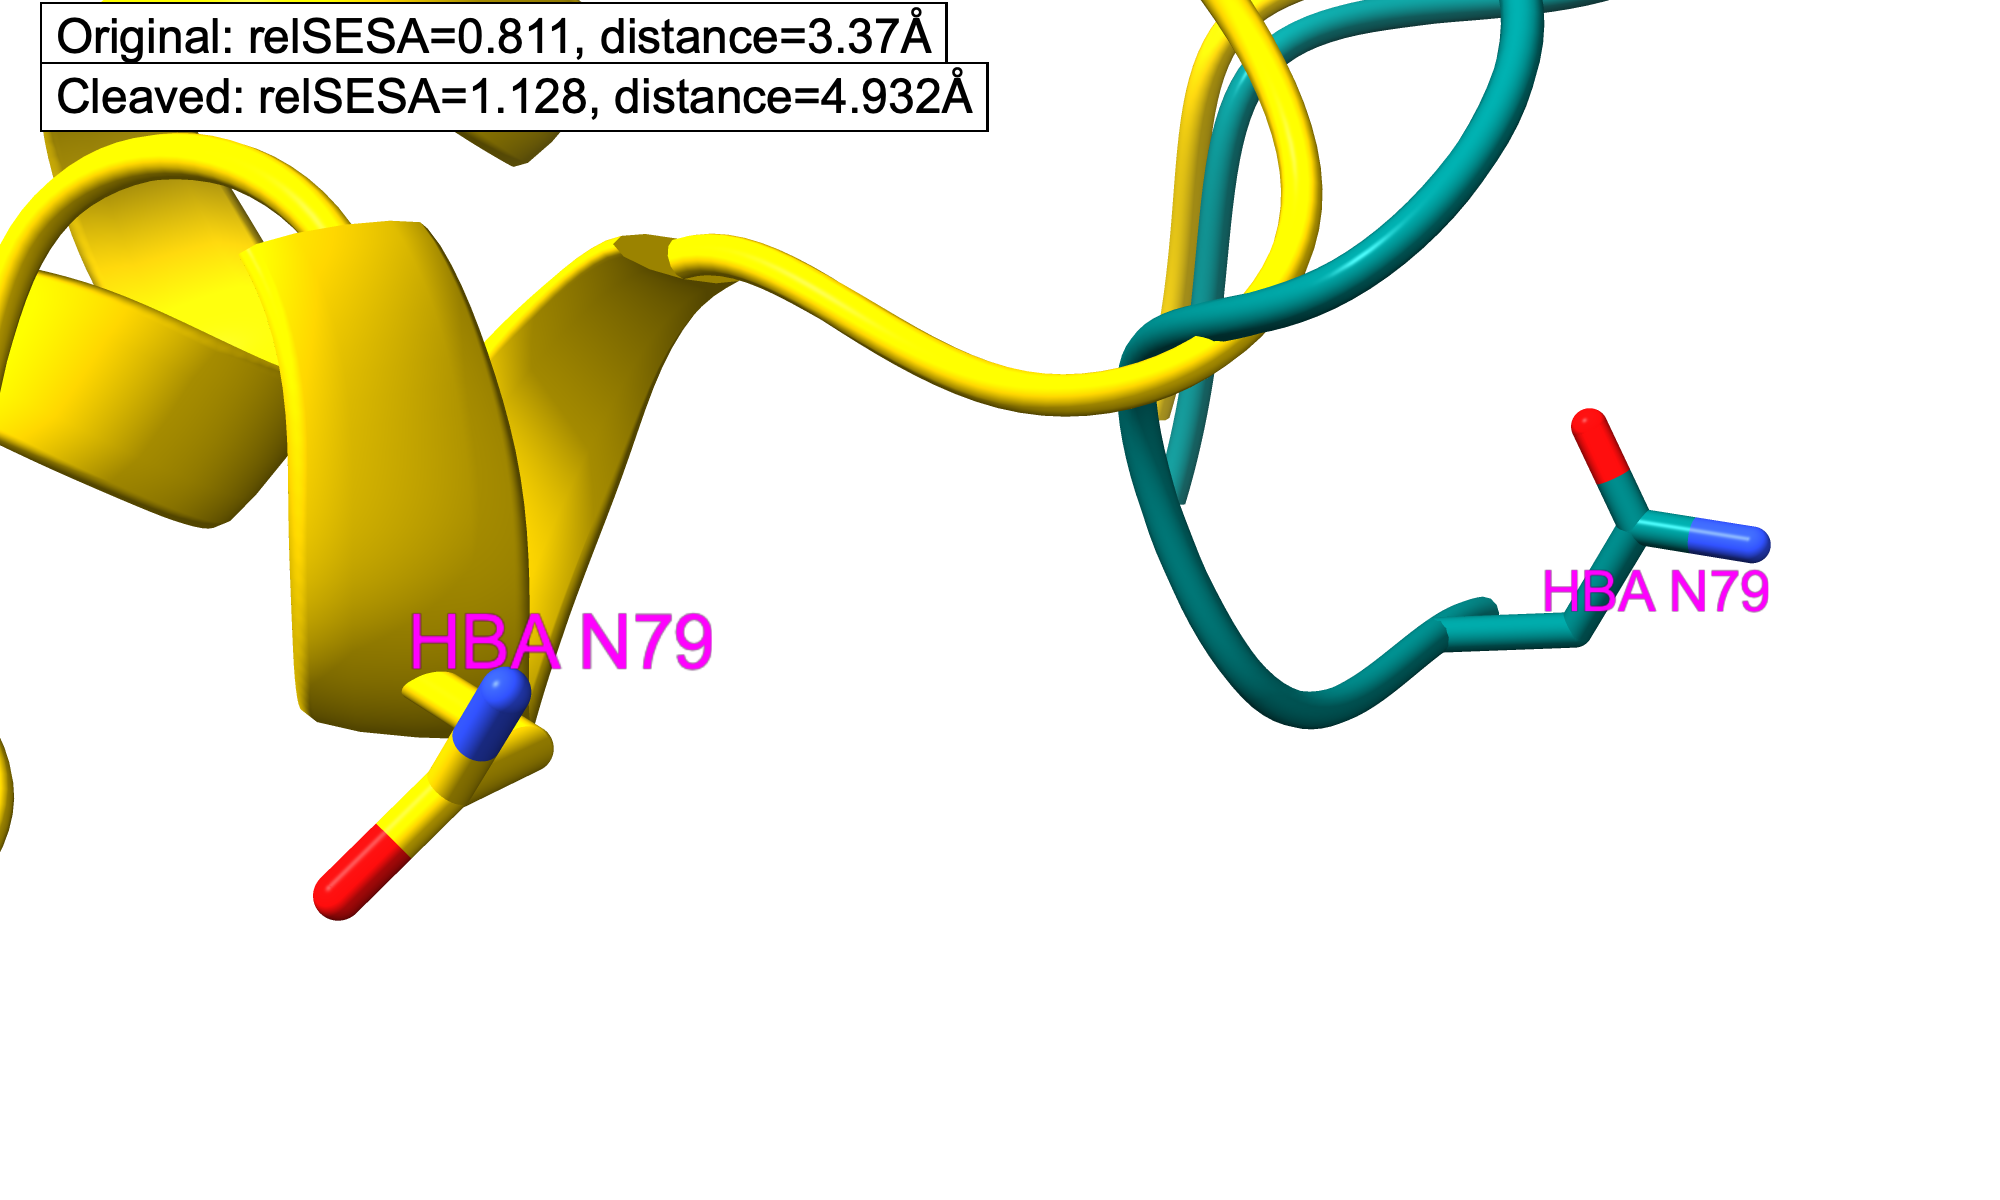 Original: relSESA=0.811, distance=3.37Å
Cleaved: relSESA=1.128, distance=4.932Å
HBA N79
HBA N79